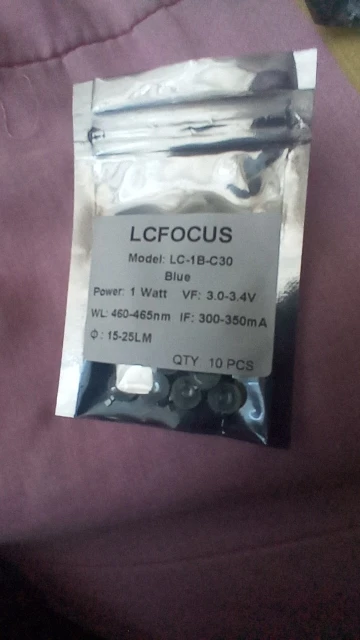 LCFOCUS
Model: LC-1B-C30
Blue
Power: 1 Watt VF: 3.0-3.4V
WL: 460-465nm IF: 300-350mA
Φ: 15-25LM
QTY 10 PCS